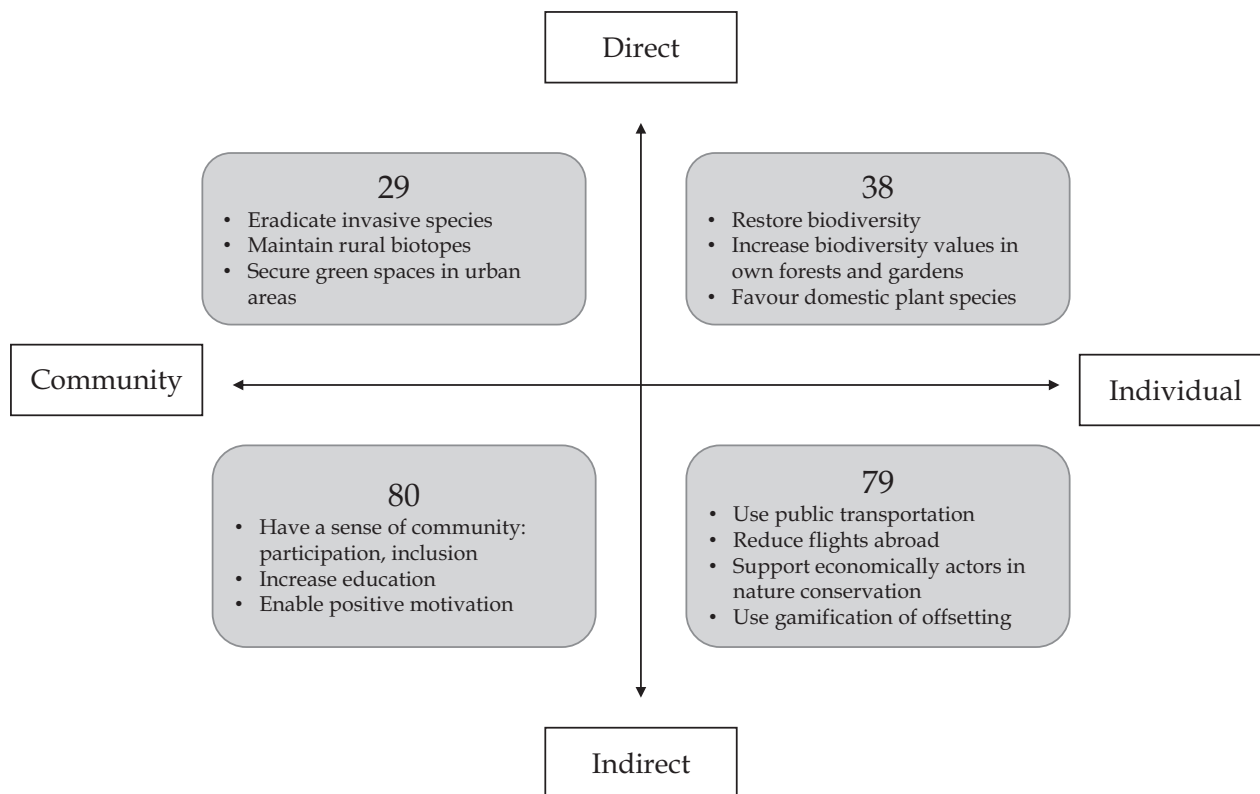 Direct
29
• Eradicate invasive species
• Maintain rural biotopes
• Secure green spaces in urban
areas
38
• Restore biodiversity
• Increase biodiversity values in
own forests and gardens
• Favour domestic plant species
Community
Individual
80
• Have a sense of community:
participation, inclusion
• Increase education
• Enable positive motivation
79
• Use public transportation
• Reduce flights abroad
• Support economically actors in
nature conservation
• Use gamification of offsetting
Indirect